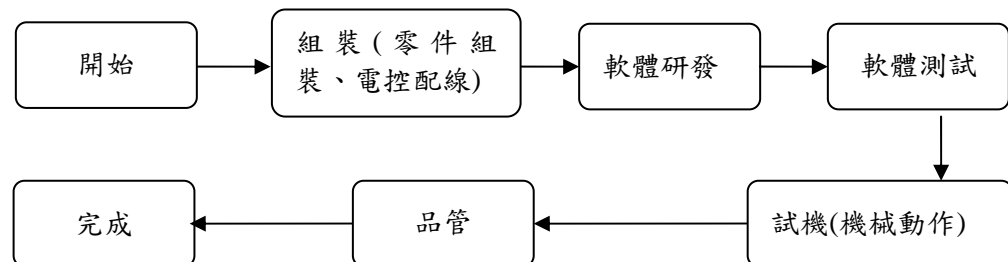 開始
組裝(零件組
裝、電控配線)
軟體研發
軟體測試
試機(機械動作)
品管
完成